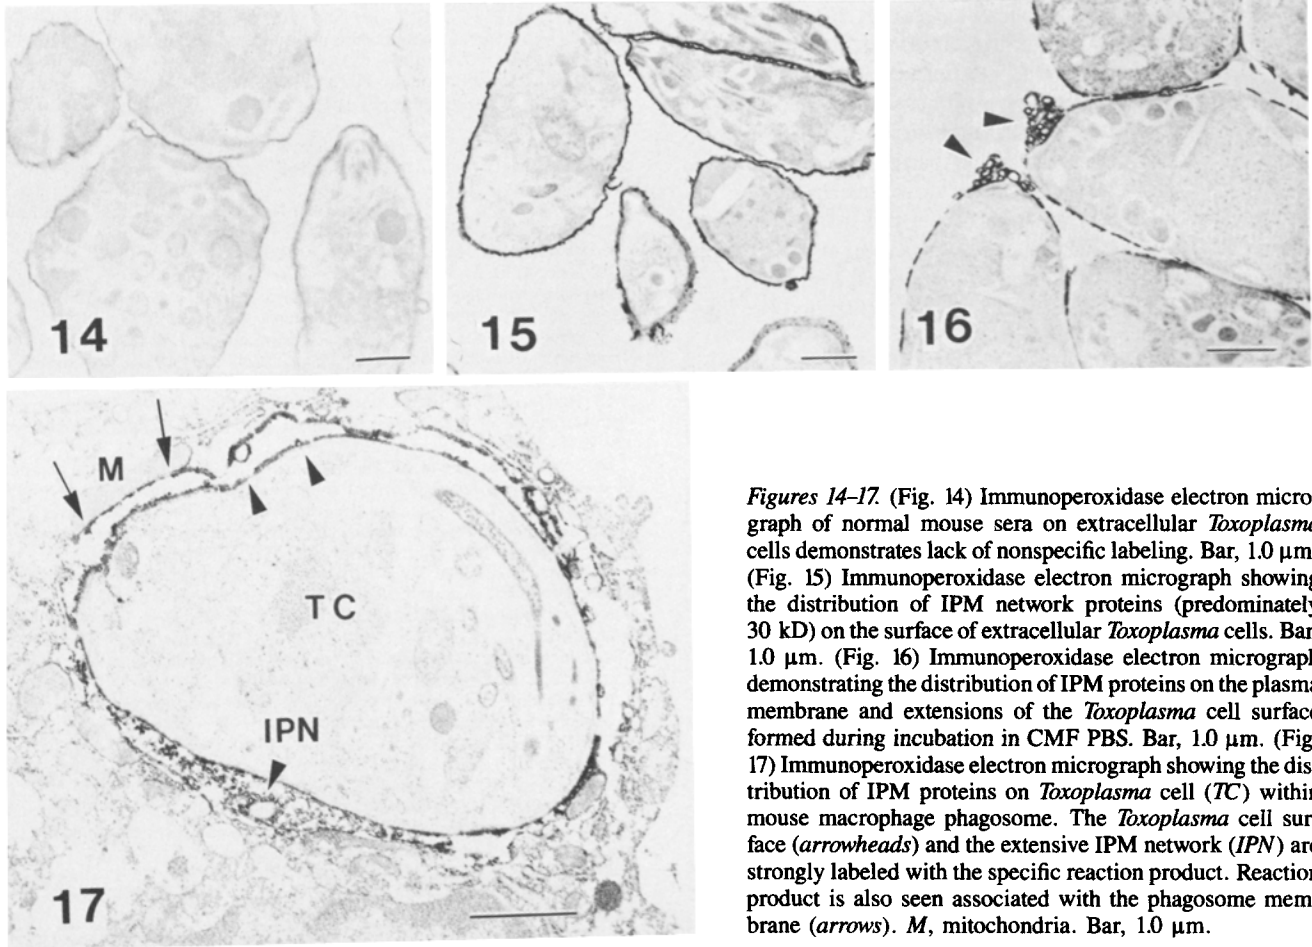 14
15
16
M
TC
IPN
17
Figures 14–17. (Fig. 14) Immunoperoxidase electron micro
graph of normal mouse sera on extracellular Toxoplasma
cells demonstrates lack of nonspecific labeling. Bar, 1.0 μm
(Fig. 15) Immunoperoxidase electron micrograph showing
the distribution of IPM network proteins (predominately
30 kD) on the surface of extracellular Toxoplasma cells. Bar
1.0 μm. (Fig. 16) Immunoperoxidase electron micrograph
demonstrating the distribution of IPM proteins on the plasma
membrane and extensions of the Toxoplasma cell surface
formed during incubation in CMF PBS. Bar, 1.0 μm. (Fig
17) Immunoperoxidase electron micrograph showing the dis
tribution of IPM proteins on Toxoplasma cell (TC) within
mouse macrophage phagosome. The Toxoplasma cell sur
face (arrowheads) and the extensive IPM network (IPN) are
strongly labeled with the specific reaction product. Reaction
product is also seen associated with the phagosome mem
brane (arrows). M, mitochondria. Bar, 1.0 μm.